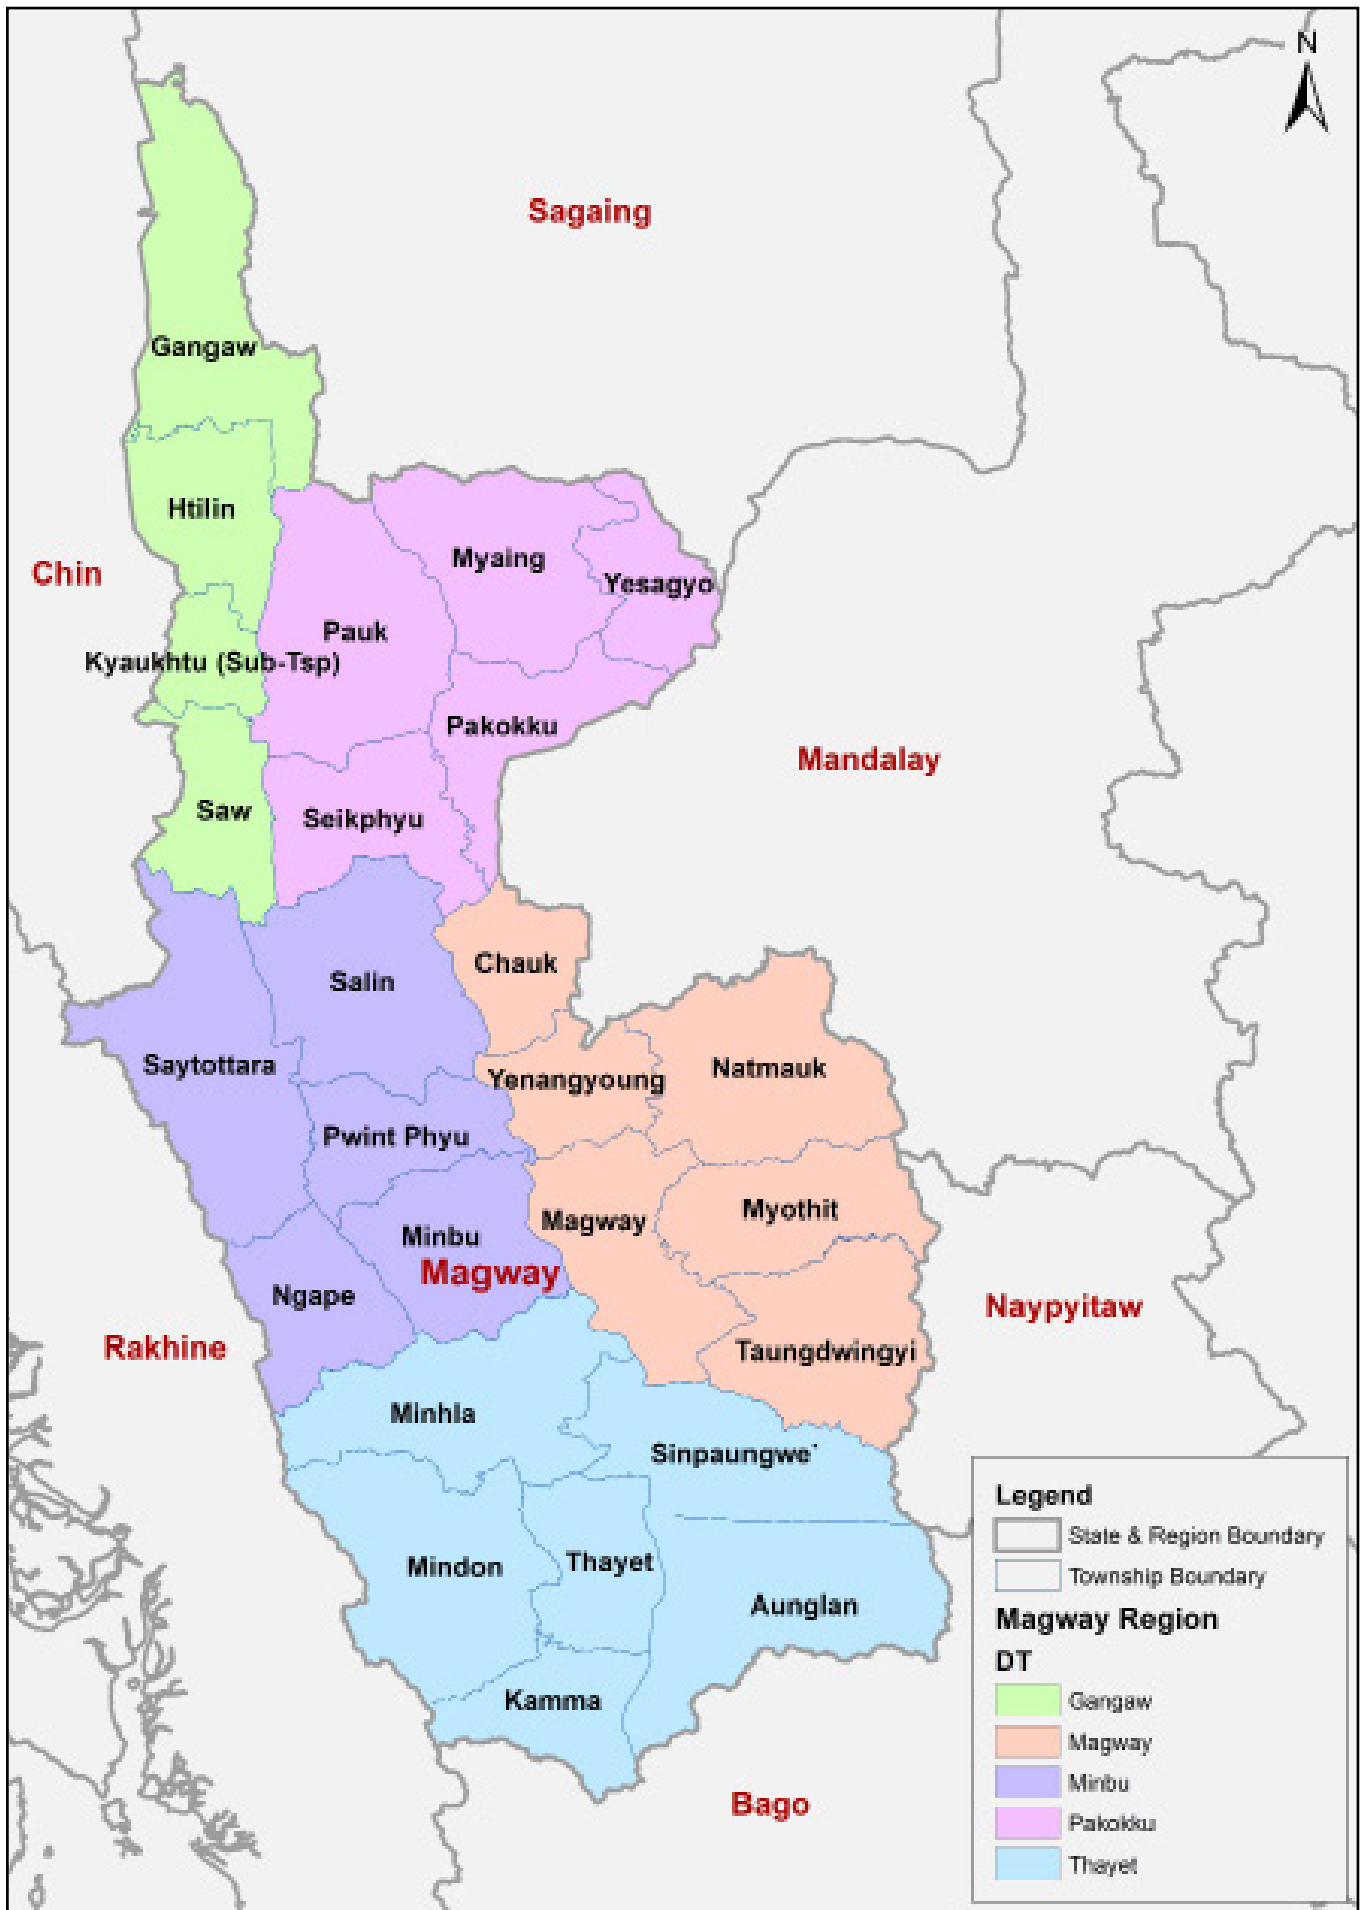 N
Sagaing
Gangaw
Htilin
Myaing
Chin
Yesagyo
Pauk
Kyaukhtu (Sub-Tsp)
Pakokku
Mandalay
Saw
Seikphyu
Chauk
Salin
Saytottara
Natmauk
Yenangyoung
Pwint Phyu
Myothit
Magway
Minbu
Magway
Ngape
Naypyitaw
Rakhine
Taungdwingyi
Minhla
Sinpaungwe'
Thayet
Mindon
Aunglan
Kamma
Bago
Legend
State & Region Boundary
Township Boundary
Magway Region
DT
Gangaw
Magway
Minbu
Pakokku
Thayet